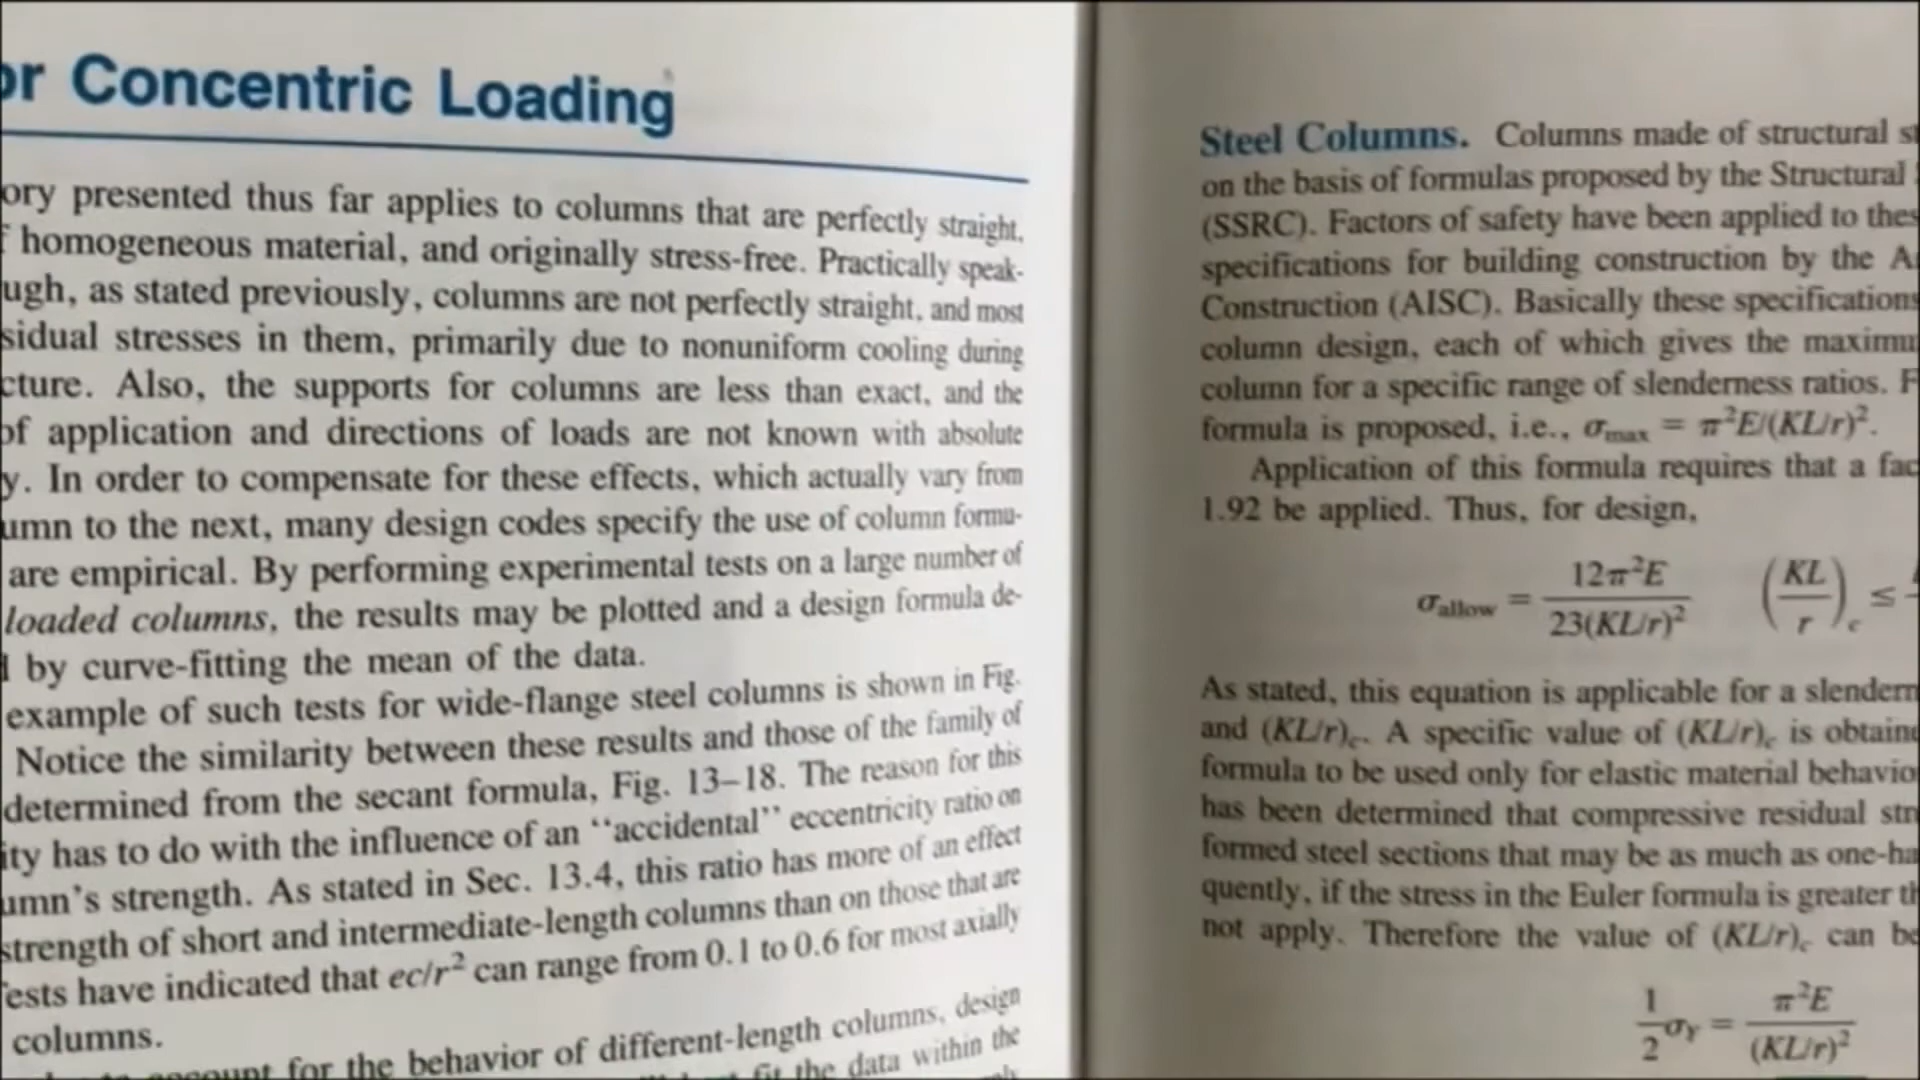 or Concentric Loading
ory presented thus far applies to columns that are perfectly straight,
homogeneous material, and originally stress-free. Practically speak-
ugh, as stated previously, columns are not perfectly straight, and most
sidual stresses in them, primarily due to nonuniform cooling during
cture. Also, the supports for columns are less than exact, and the
of application and directions of loads are not known with absolute
y. In order to compensate for these effects, which actually vary from
umn to the next, many design codes specify the use of column formu-
are empirical. By performing experimental tests on a large number of
loaded columns, the results may be plotted and a design formula de-
by curve-fitting the mean of the data.
example of such tests for wide-flange steel columns is shown in Fig.
Notice the similarity between these results and those of the family of
determined from the secant formula, Fig. 13–18. The reason for this
ity has to do with the influence of an “accidental” eccentricity ratio on
umn's strength. As stated in Sec. 13.4, this ratio has more of an effect
strength of short and intermediate-length columns than on those that are
ests have indicated that ec/r² can range from 0.1 to 0.6 for most axially
columns.
account for the behavior of different-length columns, design
fit the data within the
Steel Columns. Columns made of structural st
on the basis of formulas proposed by the Structural
(SSRC). Factors of safety have been applied to thes
specifications for building construction by the A
Construction (AISC). Basically these specifications
column design, each of which gives the maximu
column for a specific range of slenderness ratios. F
formula is proposed, i.e., σmax = π²E/(KL/r)².
Application of this formula requires that a fac
1.92 be applied. Thus, for design,
σallow = 12π²E / 23(KL/r)² (KL/r)c ≤
As stated, this equation is applicable for a slendern
and (KL/r)c. A specific value of (KL/r)c is obtaine
formula to be used only for elastic material behavio
has been determined that compressive residual stre
formed steel sections that may be as much as one-ha
quently, if the stress in the Euler formula is greater th
not apply. Therefore the value of (KL/r)c can be
1/2 σY = π²E / (KL/r)²